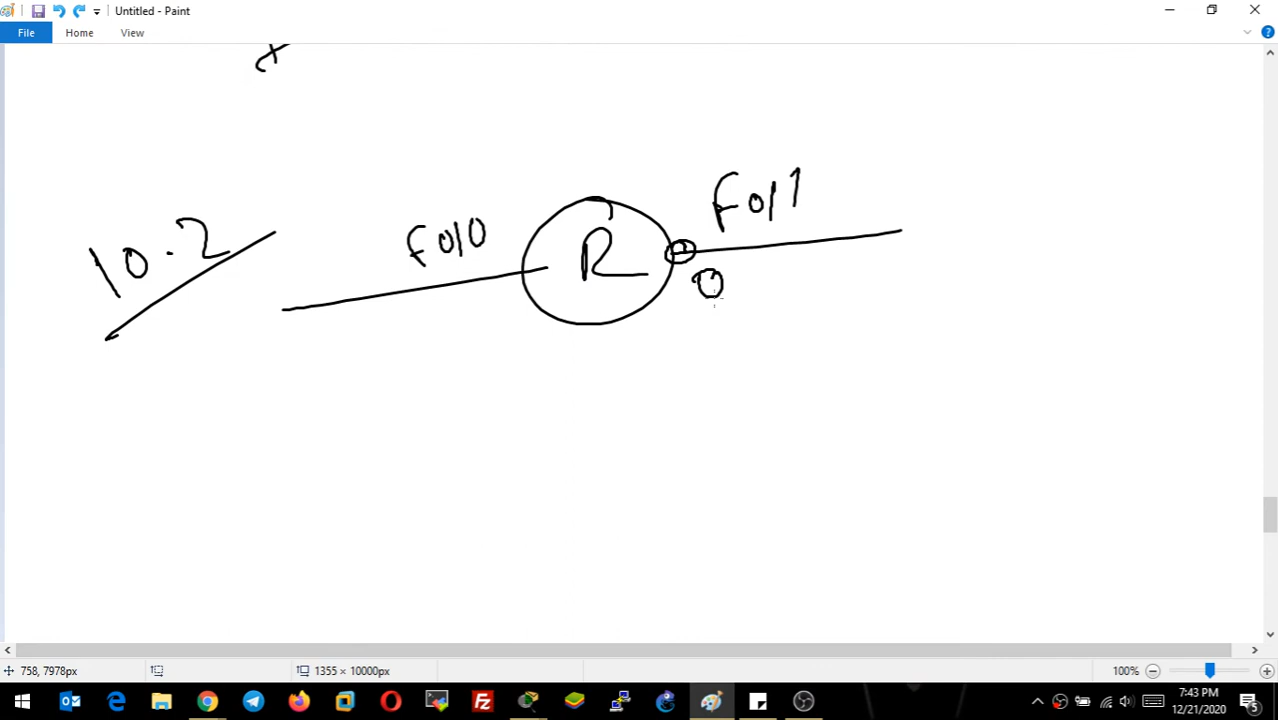 Untitled - Paint
File Home View
F0/1
F0/0
R
10.2
0
758, 7978px
1355 × 10000px
100%
7:43 PM
12/21/2020
5